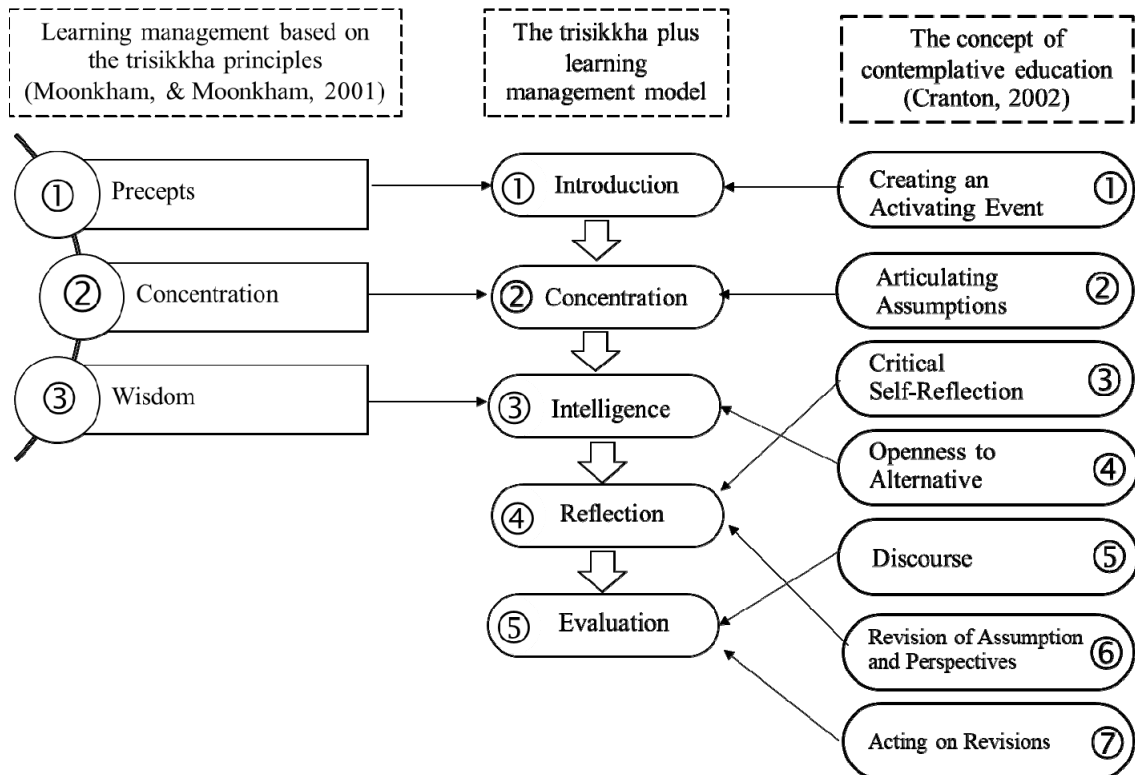 Learning management based on
the trisikkha principles
(Moonkham, & Moonkham, 2001)
① Precepts
② Concentration
③ Wisdom
The trisikkha plus
learning
management model
① Introduction
② Concentration
③ Intelligence
④ Reflection
⑤ Evaluation
The concept of
contemplative education
(Cranton, 2002)
Creating an
Activating Event ①
Articulating
Assumptions ②
Critical
Self-Reflection ③
Openness to
Alternative ④
Discourse ⑤
Revision of Assumption
and Perspectives ⑥
Acting on Revisions ⑦